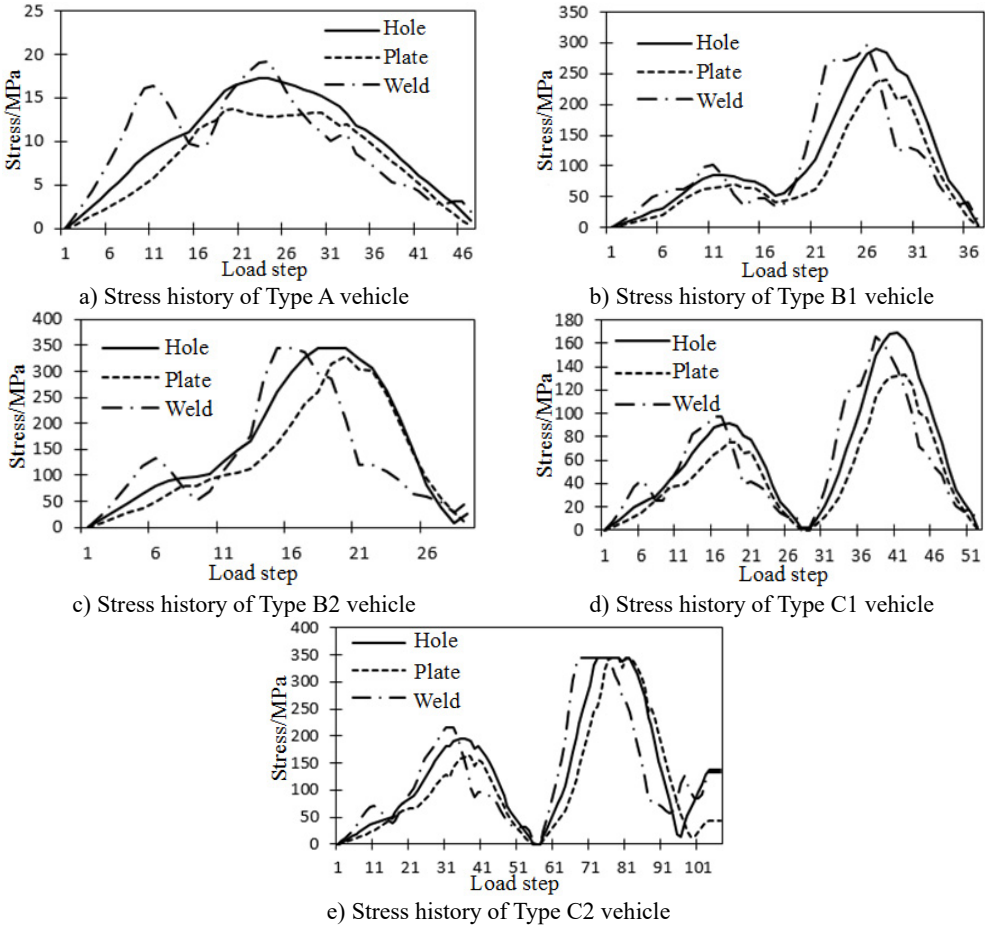 25
20
15
10
5
0
Stress/MPa
Hole
Plate
Weld
1 6 11 16 21 26 31 36 41 46
Load step
a) Stress history of Type A vehicle
350
300
250
200
150
100
50
0
Stress/MPa
Hole
Plate
Weld
1 6 11 16 21 26 31 36
Load step
b) Stress history of Type B1 vehicle
400
350
300
250
200
150
100
50
0
Stress/MPa
Hole
Plate
Weld
1 6 11 16 21 26
Load step
c) Stress history of Type B2 vehicle
180
160
140
120
100
80
60
40
20
0
Stress/MPa
Hole
Plate
Weld
1 6 11 16 21 26 31 36 41 46 51
Load step
d) Stress history of Type C1 vehicle
400
350
300
250
200
150
100
50
0
Stress/MPa
Hole
Plate
Weld
1 11 21 31 41 51 61 71 81 91 101
Load step
e) Stress history of Type C2 vehicle